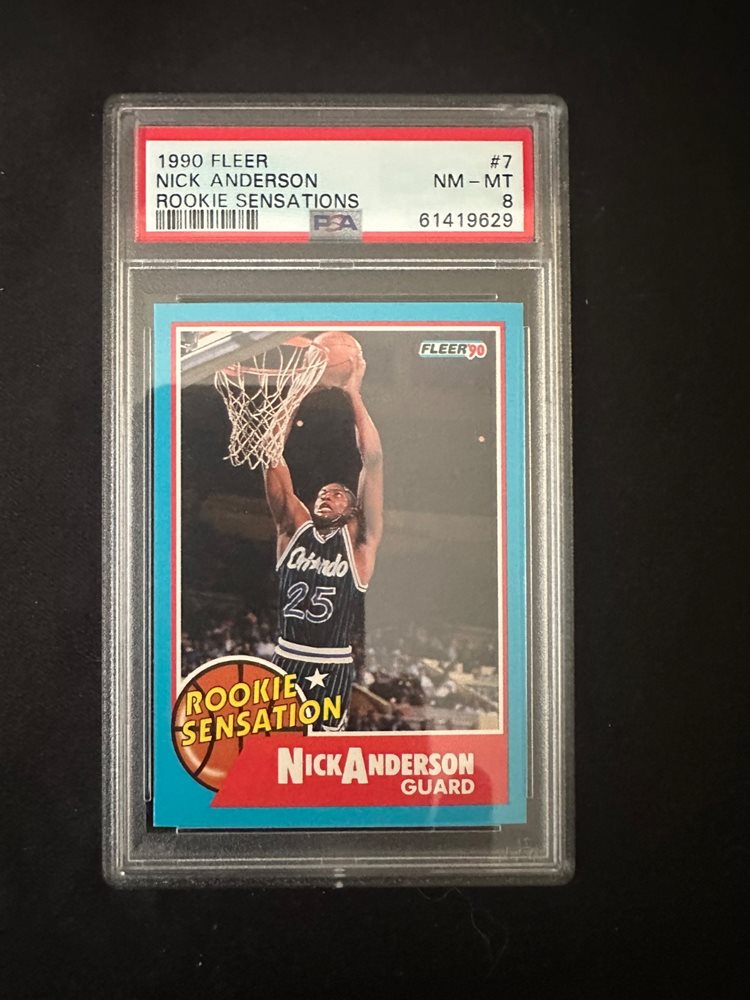 1990 FLEER #7
NICK ANDERSON NM-MT
ROOKIE SENSATIONS 8
PSA 61419629
FLEER '90
Orlando
25
ROOKIE
SENSATION
NICKANDERSON
GUARD